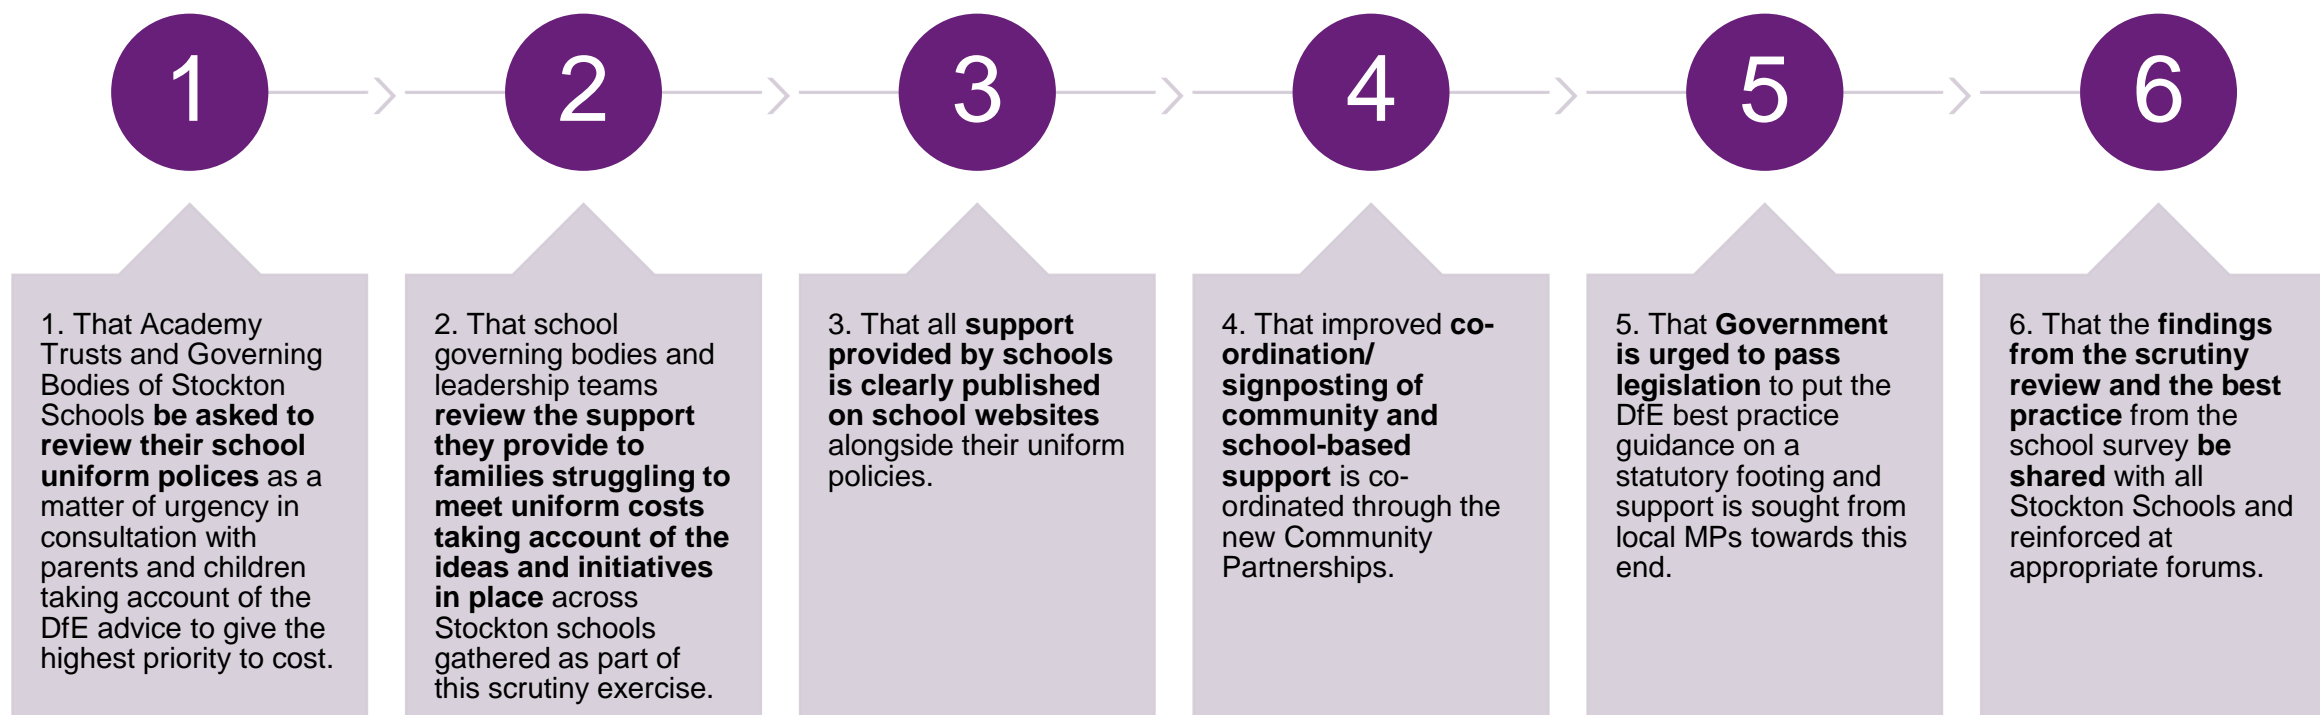 1
2
3
4
5
6
1. That Academy
Trusts and Governing
Bodies of Stockton
Schools be asked to
review their school
uniform polices as a
matter of urgency in
consultation with
parents and children
taking account of the
DfE advice to give the
highest priority to cost.
2. That school
governing bodies and
leadership teams
review the support
they provide to
families struggling to
meet uniform costs
taking account of the
ideas and initiatives
in place across
Stockton schools
gathered as part of
this scrutiny exercise.
3. That all support
provided by schools
is clearly published
on school websites
alongside their uniform
policies.
4. That improved co-
ordination/
signposting of
community and
school-based
support is co-
ordinated through the
new Community
Partnerships.
5. That Government
is urged to pass
legislation to put the
DfE best practice
guidance on a
statutory footing and
support is sought from
local MPs towards this
end.
6. That the findings
from the scrutiny
review and the best
practice from the
school survey be
shared with all
Stockton Schools and
reinforced at
appropriate forums.